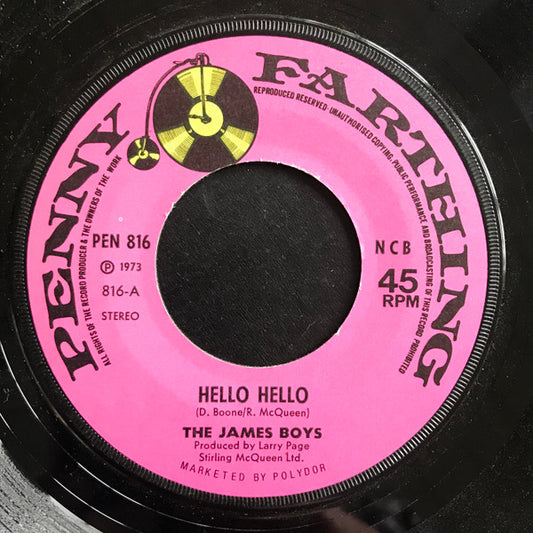 PENNY FARTHING
ALL RIGHTS OF THE RECORD PRODUCER & THE OWNERS OF THE WORK
REPRODUCED RESERVED · UNAUTHORISED COPYING, PUBLIC PERFORMANCE AND BROADCASTING OF THIS RECORD PROHIBITED
PEN 816
℗ 1973
816-A
STEREO
NCB
45
RPM
HELLO HELLO
(D. Boone/R. McQueen)
THE JAMES BOYS
Produced by Larry Page
Stirling McQueen Ltd.
MARKETED BY POLYDOR